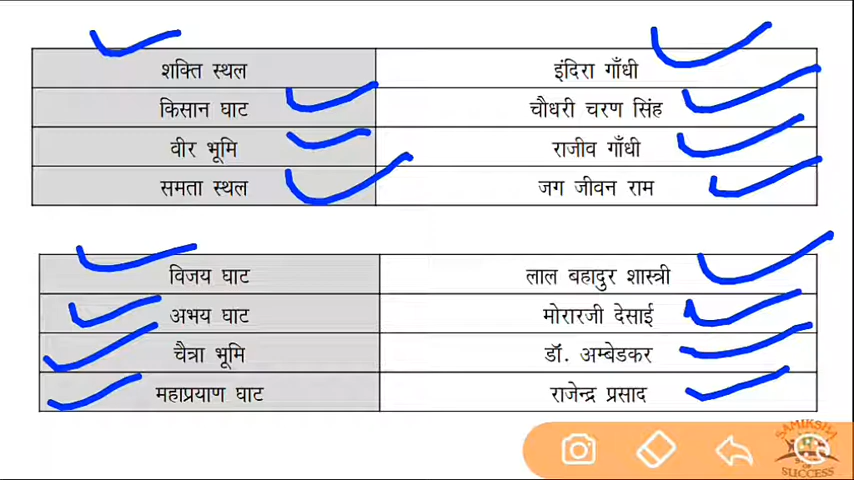 शक्ति स्थल इंदिरा गाँधी
किसान घाट चौधरी चरण सिंह
वीर भूमि राजीव गाँधी
समता स्थल जग जीवन राम
विजय घाट लाल बहादुर शास्त्री
अभय घाट मोरारजी देसाई
चैत्रा भूमि डॉ. अम्बेडकर
महाप्रयाण घाट राजेन्द्र प्रसाद
SAMIKSHA
OF
SUCCESS